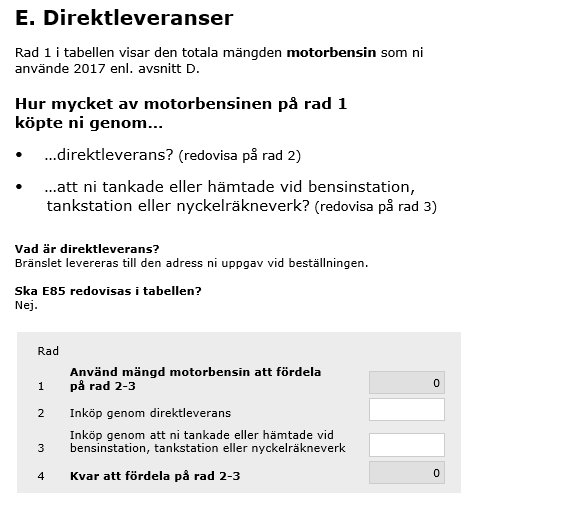 E. Direktleveranser
Rad 1 i tabellen visar den totala mängden motorbensin som ni
använde 2017 enl. avsnitt D.
Hur mycket av motorbensinen på rad 1
köpte ni genom...
• ...direktleverans? (redovisa på rad 2)
• ...att ni tankade eller hämtade vid bensinstation,
tankstation eller nyckelräkneverk? (redovisa på rad 3)
Vad är direktleverans?
Bränslet levereras till den adress ni uppgav vid beställningen.
Ska E85 redovisas i tabellen?
Nej.
Rad
Använd mängd motorbensin att fördela
1 på rad 2-3 0
2 Inköp genom direktleverans
Inköp genom att ni tankade eller hämtade vid
3 bensinstation, tankstation eller nyckelräkneverk
4 Kvar att fördela på rad 2-3 0